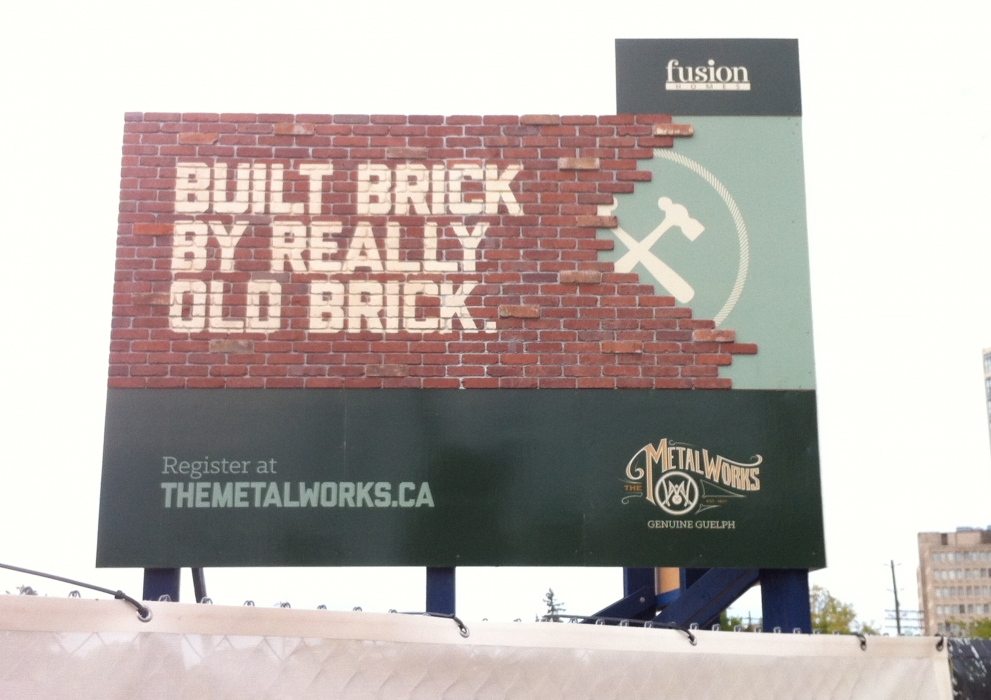 fusion
HOMES
BUILT BRICK
BY REALLY
OLD BRICK.
Register at
THEMETALWORKS.CA
THE
METALWORKS
GENUINE GUELPH